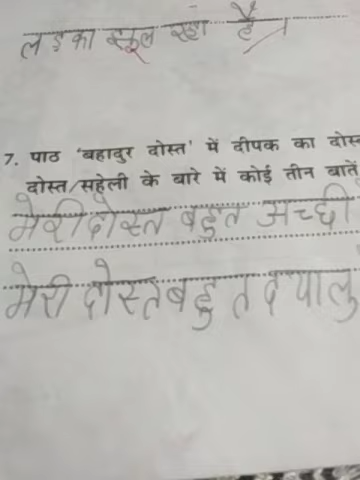 लड़का स्कूल रहा है।
7. पाठ 'बहादुर दोस्त' में दीपक का दोस्
दोस्त/सहेली के बारे में कोई तीन बातें
मेरी दोस्त बहुत अच्छी
मेरी दोस्त बहुत दयालु